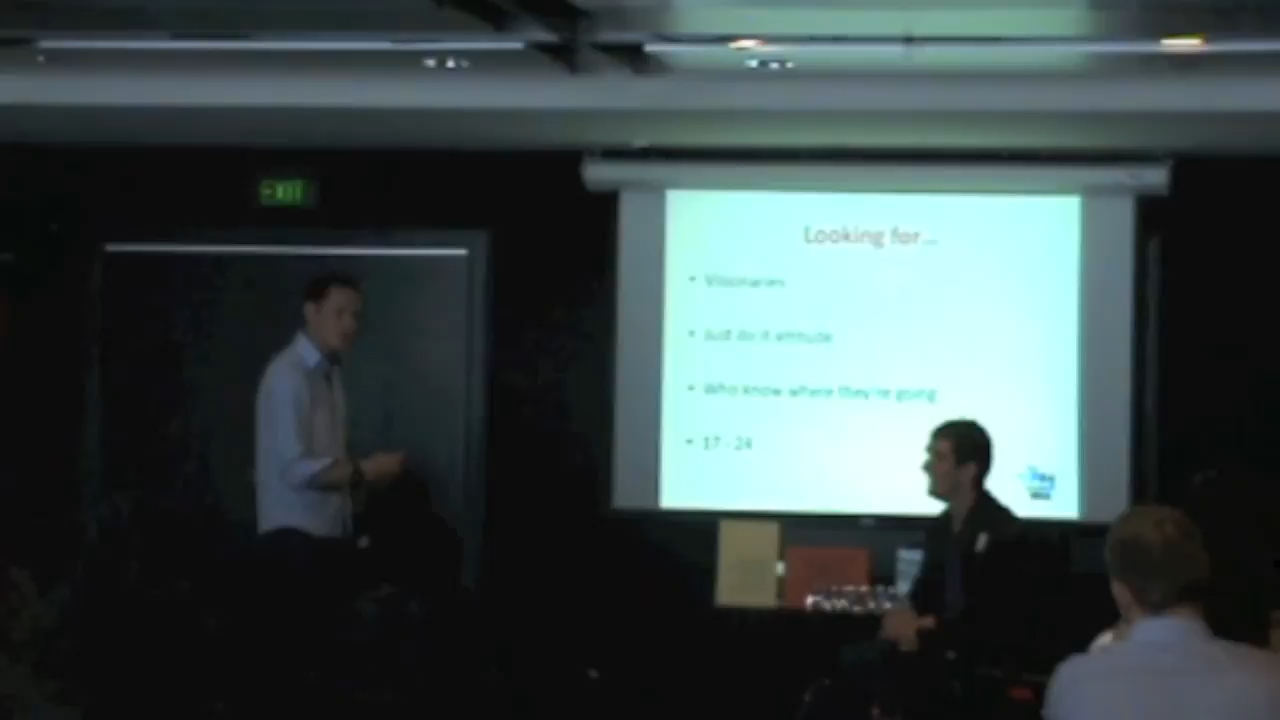 EXIT
Looking for...
• Visionaries
• Just do it attitude
• Who know where they're going
• 17 - 24